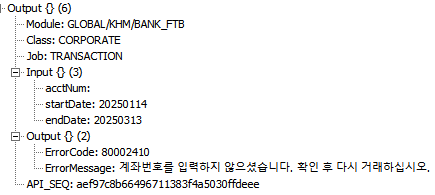 Output {} (6)
Module: GLOBAL/KHM/BANK_FTB
Class: CORPORATE
Job: TRANSACTION
Input {} (3)
acctNum:
startDate: 20250114
endDate: 20250313
Output {} (2)
ErrorCode: 80002410
ErrorMessage: 계좌번호를 입력하지 않으셨습니다. 확인 후 다시 거래하십시오.
API_SEQ: aef97c8b66496711383f4a5030ffdeee